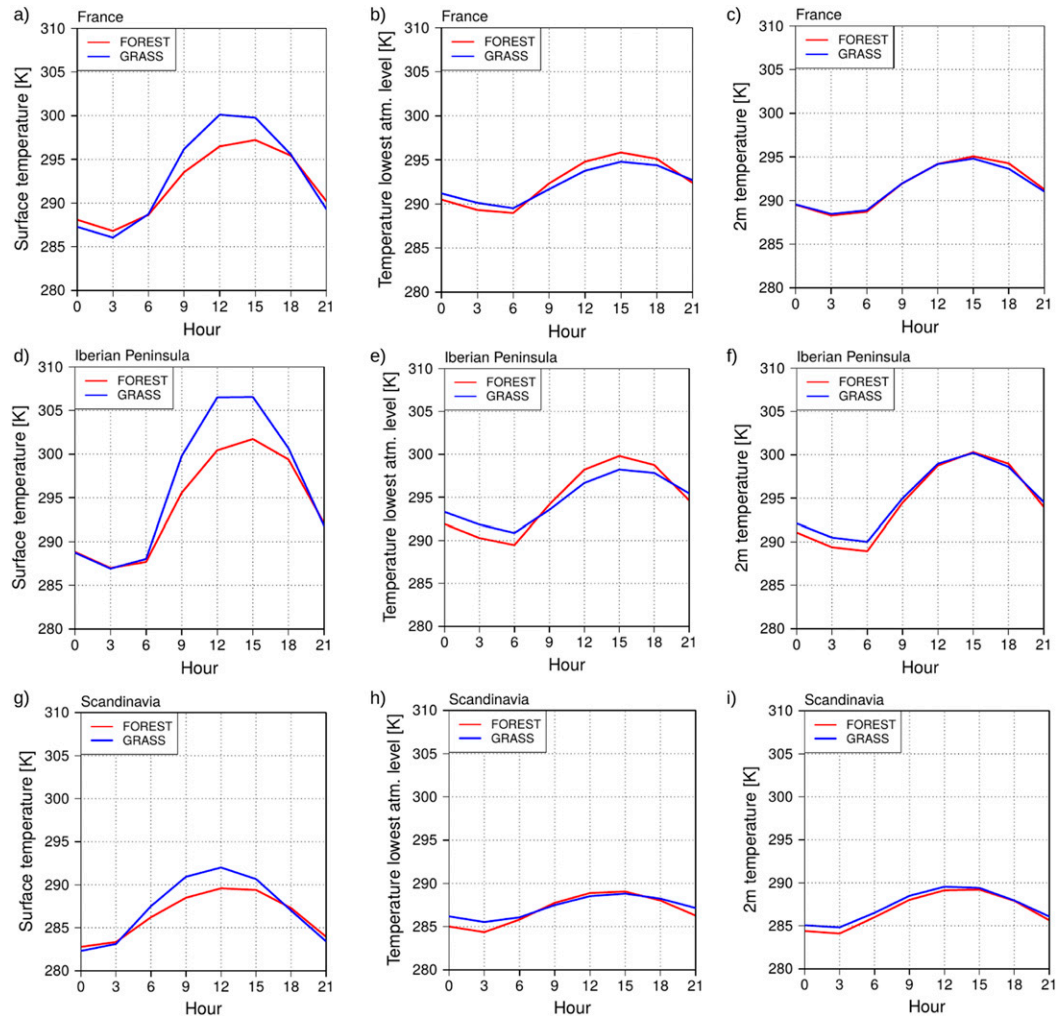 a) France
FOREST
GRASS
Surface temperature [K]
310
305
300
295
290
285
280
0 3 6 9 12 15 18 21
Hour
b) France
FOREST
GRASS
Temperature lowest atm. level [K]
310
305
300
295
290
285
280
0 3 6 9 12 15 18 21
Hour
c) France
FOREST
GRASS
2m temperature [K]
310
305
300
295
290
285
280
0 3 6 9 12 15 18 21
Hour
d) Iberian Peninsula
FOREST
GRASS
Surface temperature [K]
310
305
300
295
290
285
280
0 3 6 9 12 15 18 21
Hour
e) Iberian Peninsula
FOREST
GRASS
Temperature lowest atm. level [K]
310
305
300
295
290
285
280
0 3 6 9 12 15 18 21
Hour
f) Iberian Peninsula
FOREST
GRASS
2m temperature [K]
310
305
300
295
290
285
280
0 3 6 9 12 15 18 21
Hour
g) Scandinavia
FOREST
GRASS
Surface temperature [K]
310
305
300
295
290
285
280
0 3 6 9 12 15 18 21
Hour
h) Scandinavia
FOREST
GRASS
Temperature lowest atm. level [K]
310
305
300
295
290
285
280
0 3 6 9 12 15 18 21
Hour
i) Scandinavia
FOREST
GRASS
2m temperature [K]
310
305
300
295
290
285
280
0 3 6 9 12 15 18 21
Hour